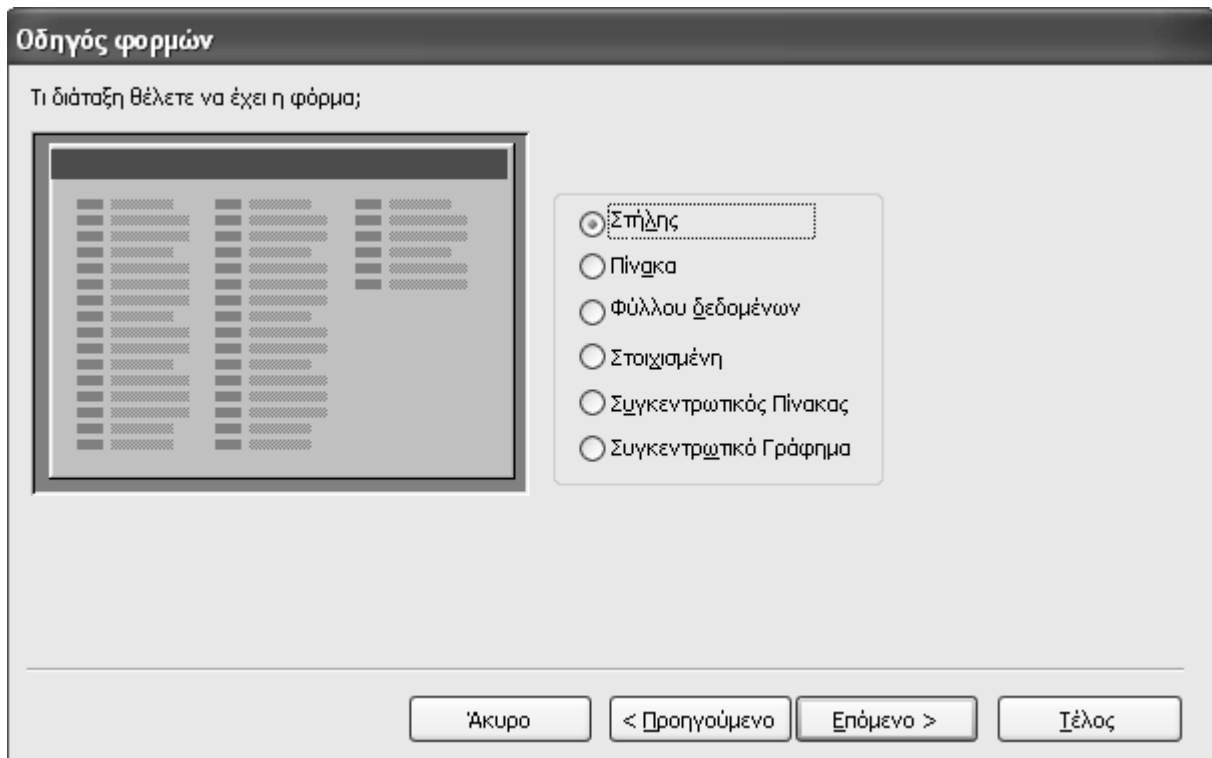 Οδηγός φορμών
Τι διάταξη θέλετε να έχει η φόρμα;
Στήλης
Πίνακα
Φύλλου δεδομένων
Στοιχισμένη
Συγκεντρωτικός Πίνακας
Συγκεντρωτικό Γράφημα
Άκυρο
< Προηγούμενο
Επόμενο >
Τέλος